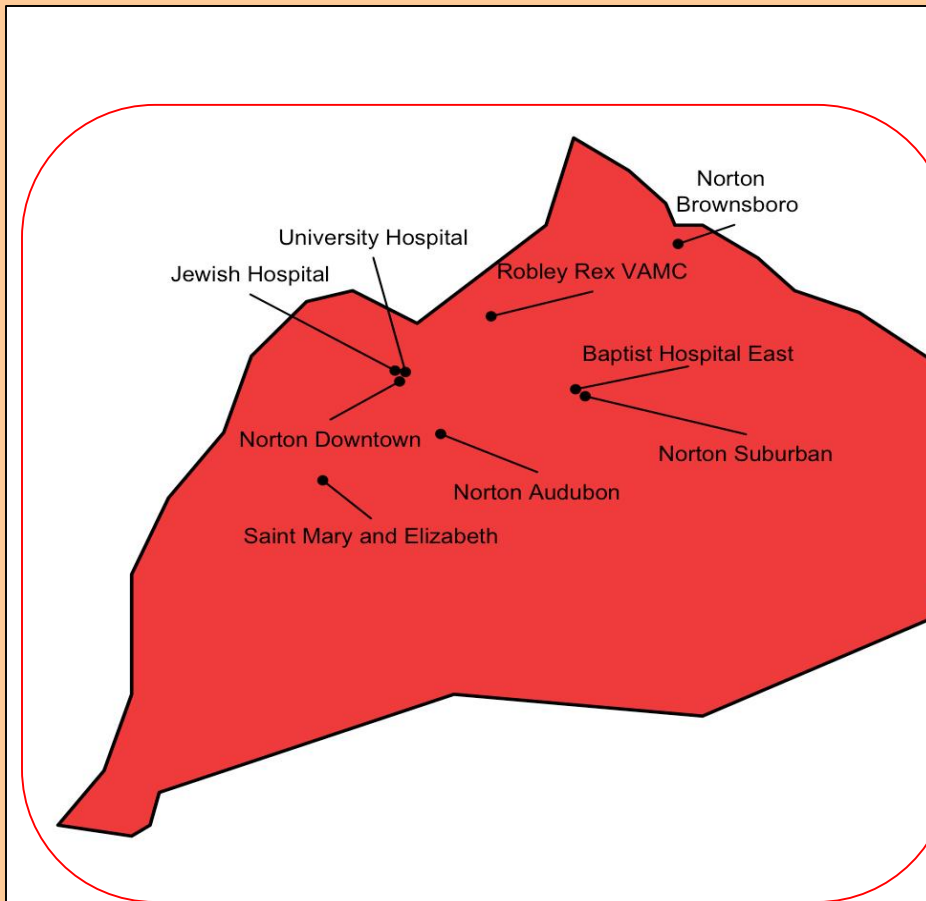 Norton
Brownsboro
University Hospital
Jewish Hospital
Robley Rex VAMC
Baptist Hospital East
Norton Downtown
Norton Suburban
Norton Audubon
Saint Mary and Elizabeth